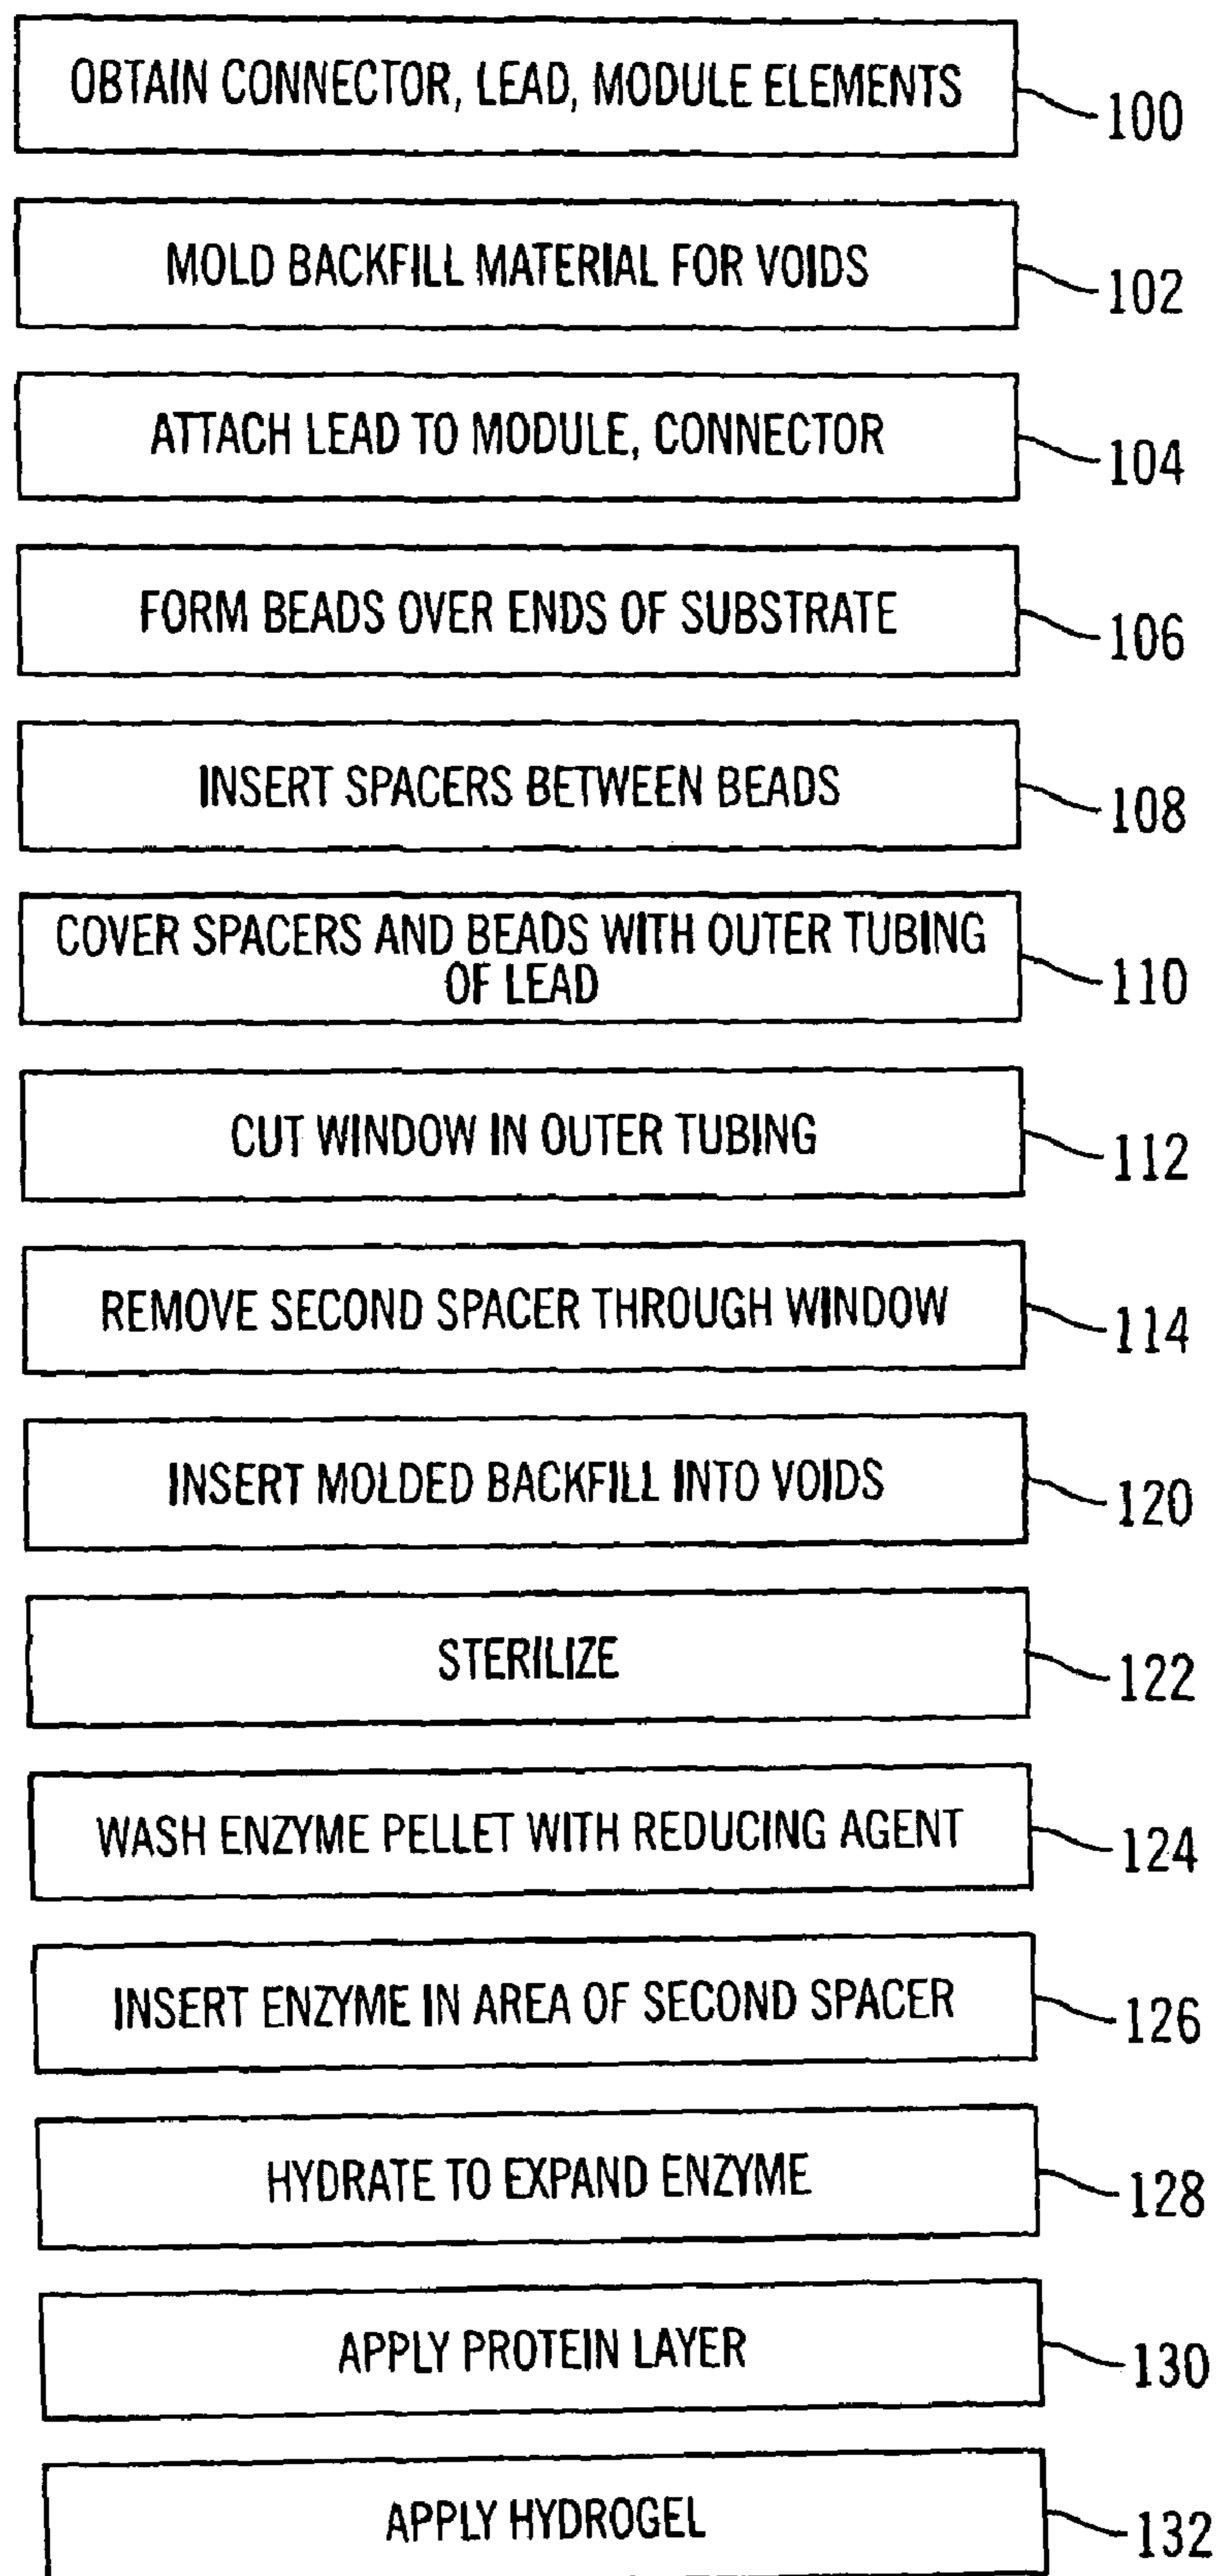 OBTAIN CONNECTOR, LEAD, MODULE ELEMENTS
100
MOLD BACKFILL MATERIAL FOR VOIDS
102
ATTACH LEAD TO MODULE, CONNECTOR
104
FORM BEADS OVER ENDS OF SUBSTRATE
106
INSERT SPACERS BETWEEN BEADS
108
COVER SPACERS AND BEADS WITH OUTER TUBING
OF LEAD
110
CUT WINDOW IN OUTER TUBING
112
REMOVE SECOND SPACER THROUGH WINDOW
114
INSERT MOLDED BACKFILL INTO VOIDS
120
STERILIZE
122
WASH ENZYME PELLET WITH REDUCING AGENT
124
INSERT ENZYME IN AREA OF SECOND SPACER
126
HYDRATE TO EXPAND ENZYME
128
APPLY PROTEIN LAYER
130
APPLY HYDROGEL
132